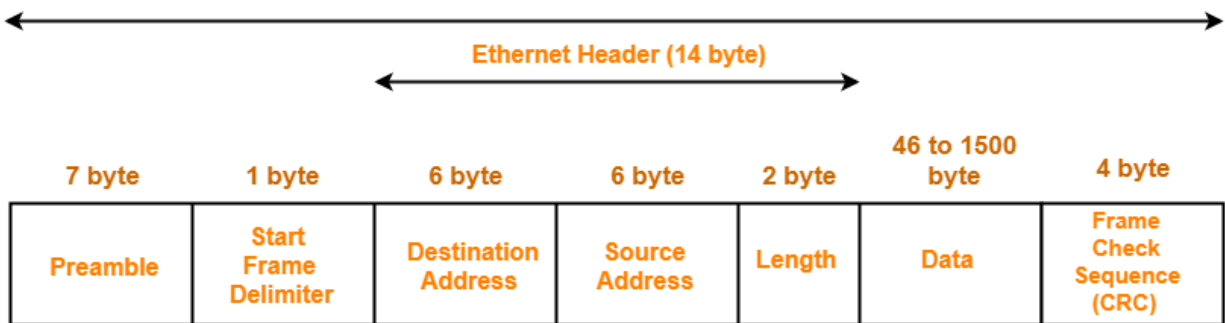 Ethernet Header (14 byte)
7 byte
1 byte
6 byte
6 byte
2 byte
46 to 1500
byte
4 byte
Preamble
Start
Frame
Delimiter
Destination
Address
Source
Address
Length
Data
Frame
Check
Sequence
(CRC)